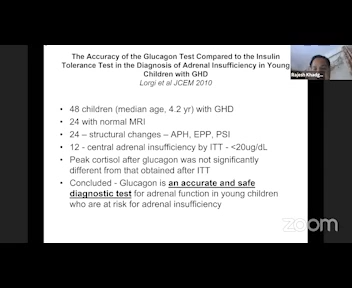 The Accuracy of the Glucagon Test Compared to the Insulin
Tolerance Test in the Diagnosis of Adrenal Insufficiency in Young
Children with GHD
Lorgi et al JCEM 2010
• 48 children (median age, 4.2 yr) with GHD
• 24 with normal MRI
• 24 – structural changes – APH, EPP, PSI
• 12 - central adrenal insufficiency by ITT - <20ug/dL
• Peak cortisol after glucagon was not significantly
different from that obtained after ITT
• Concluded - Glucagon is an accurate and safe
diagnostic test for adrenal function in young children
who are at risk for adrenal insufficiency
Rajesh Khadg...
zoom